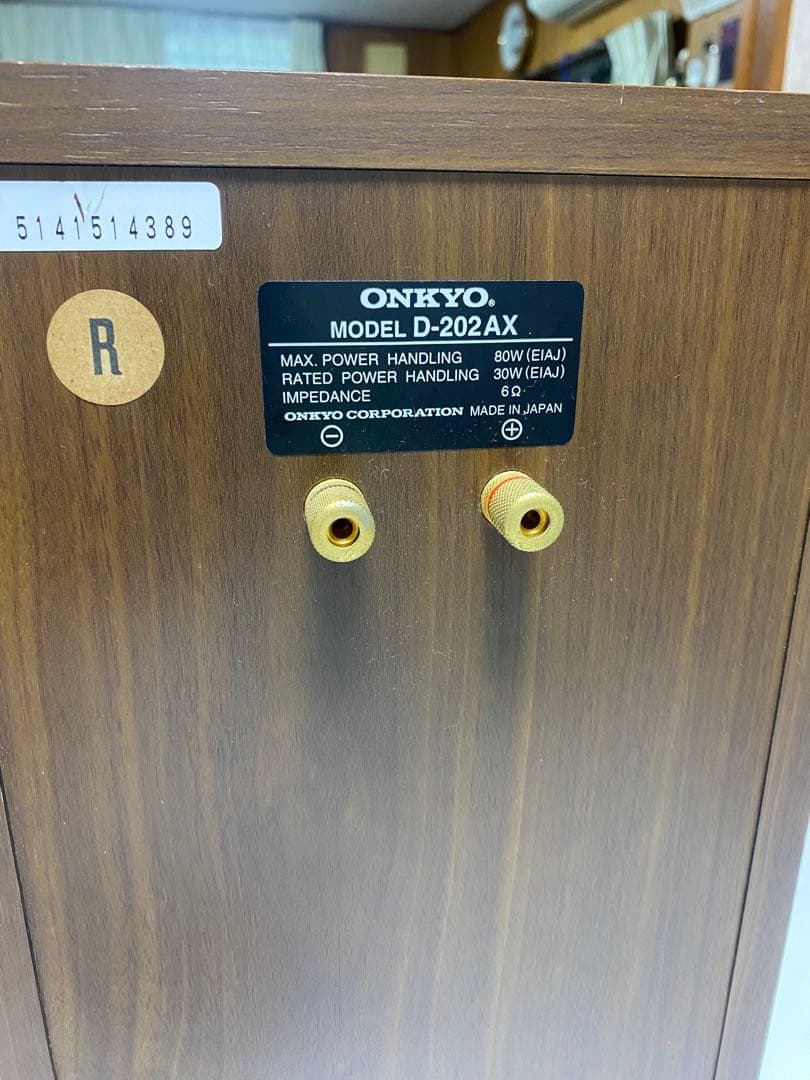 5141514389
R
ONKYO®
MODEL D-202AX
MAX. POWER HANDLING 80W (EIAJ)
RATED POWER HANDLING 30W (EIAJ)
IMPEDANCE 6Ω
ONKYO CORPORATION MADE IN JAPAN
⊖ ⊕